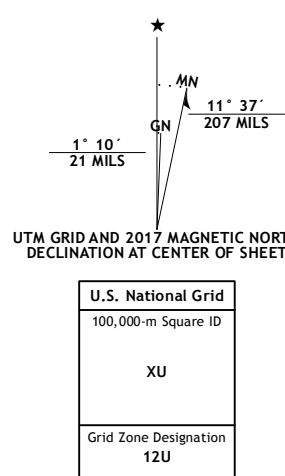 ★
MN
GN
11° 37´
207 MILS
1° 10´
21 MILS
UTM GRID AND 2017 MAGNETIC NORT
DECLINATION AT CENTER OF SHEET
U.S. National Grid
100,000-m Square ID
XU
Grid Zone Designation
12U